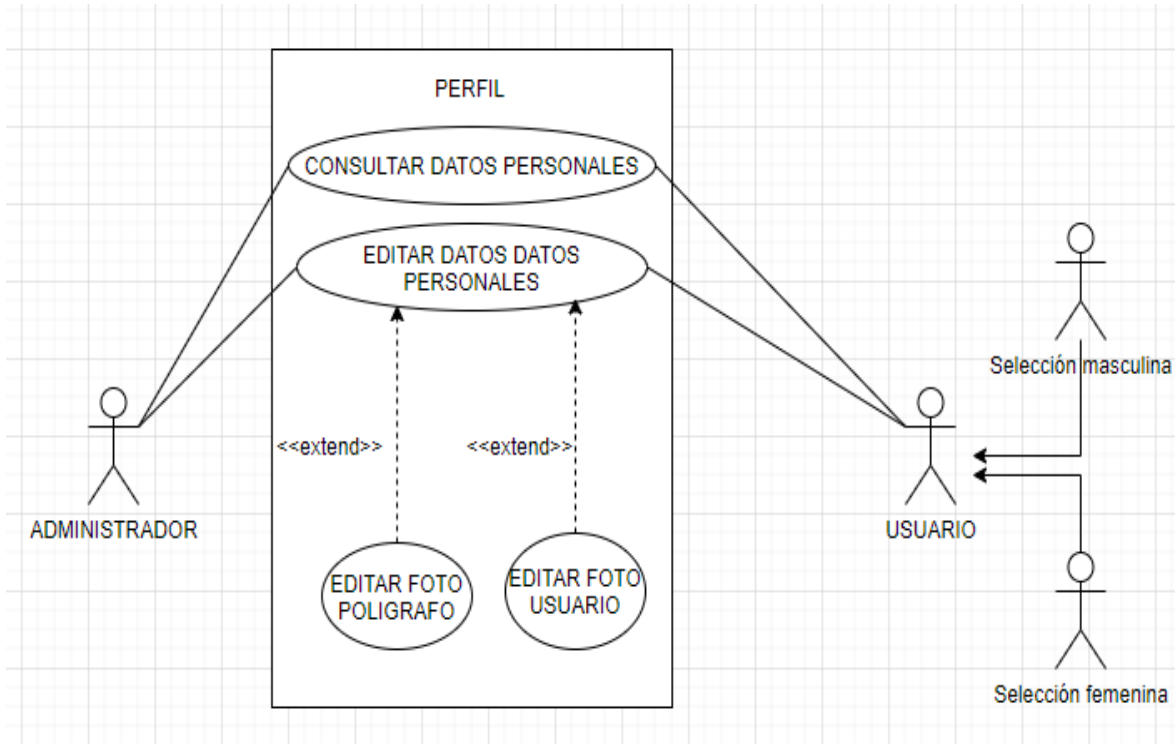 PERFIL
CONSULTAR DATOS PERSONALES
EDITAR DATOS DATOS
PERSONALES
Selección masculina
<<extend>>
<<extend>>
ADMINISTRADOR
USUARIO
EDITAR FOTO
POLIGRAFO
EDITAR FOTO
USUARIO
Selección femenina